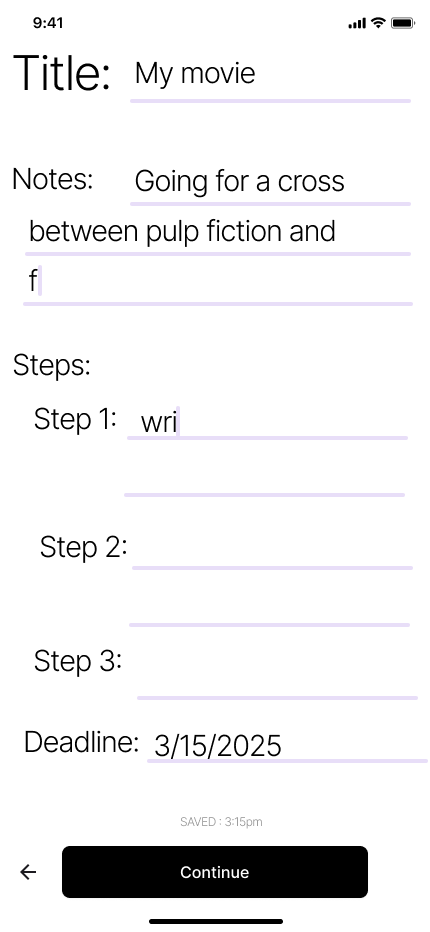 9:41
Title: My movie
Notes: Going for a cross
between pulp fiction and
f
Steps:
Step 1: wri
Step 2:
Step 3:
Deadline: 3/15/2025
SAVED : 3:15pm
Continue